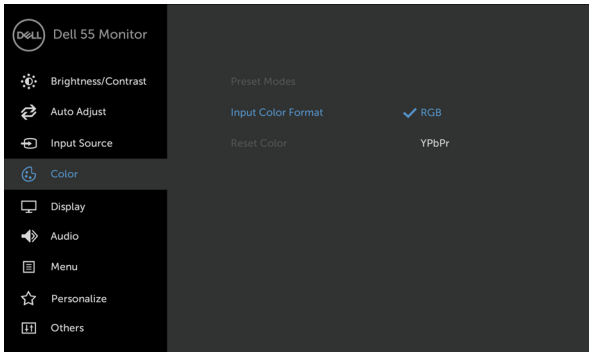 DELL Dell 55 Monitor
Brightness/Contrast
Preset Modes
Auto Adjust
Input Color Format
RGB
Input Source
Reset Color
YPbPr
Color
Display
Audio
Menu
Personalize
Others